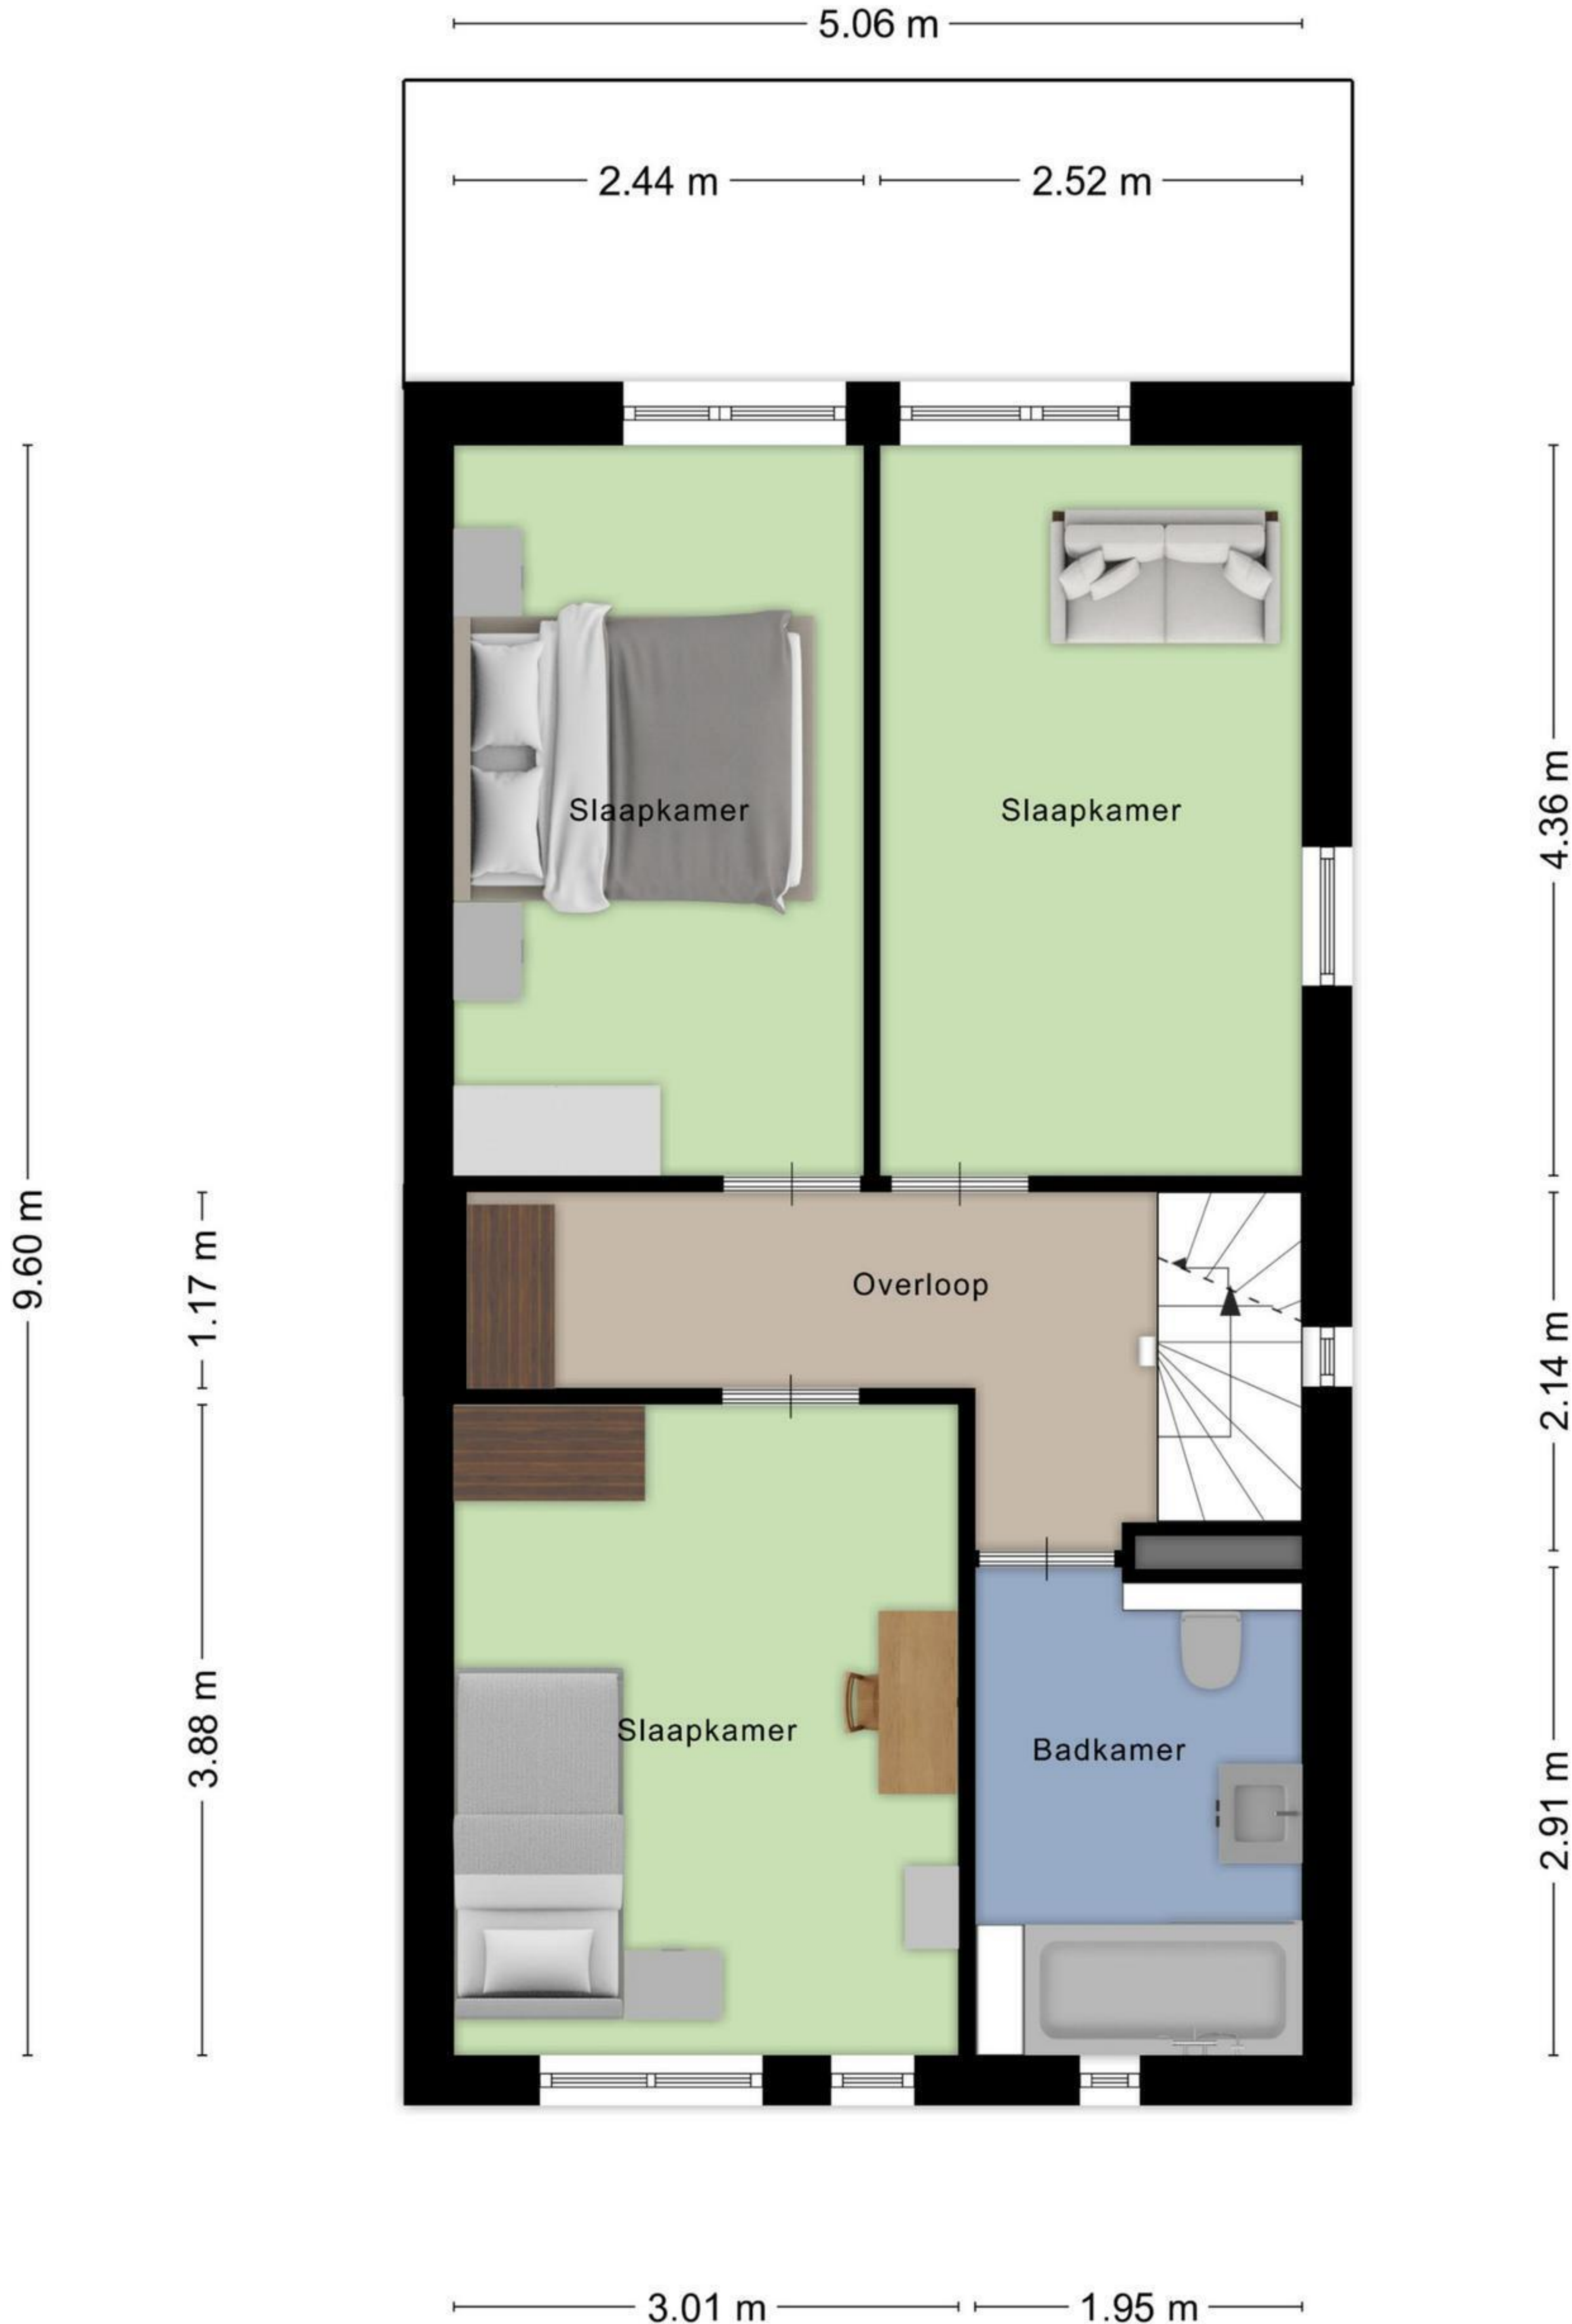 5.06 m
2.44 m
2.52 m
Slaapkamer
Slaapkamer
4.36 m
9.60 m
1.17 m
Overloop
2.14 m
3.88 m
Slaapkamer
Badkamer
2.91 m
3.01 m
1.95 m